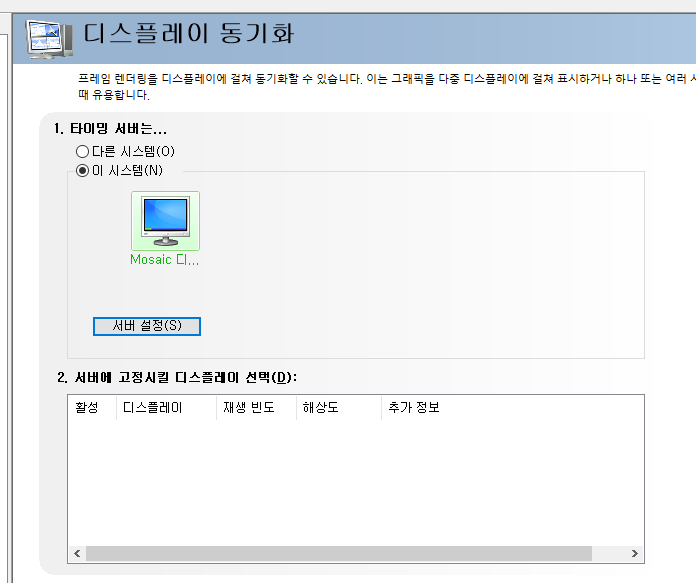 디스플레이 동기화
프레임 렌더링을 디스플레이에 걸쳐 동기화할 수 있습니다. 이는 그래픽을 다중 디스플레이에 걸쳐 표시하거나 하나 또는 여러
때 유용합니다.
1. 타이밍 서버는...
다른 시스템(O)
이 시스템(N)
Mosaic 디...
서버 설정(S)
2. 서버에 고정시킬 디스플레이 선택(D):
활성 디스플레이 재생 빈도 해상도 추가 정보